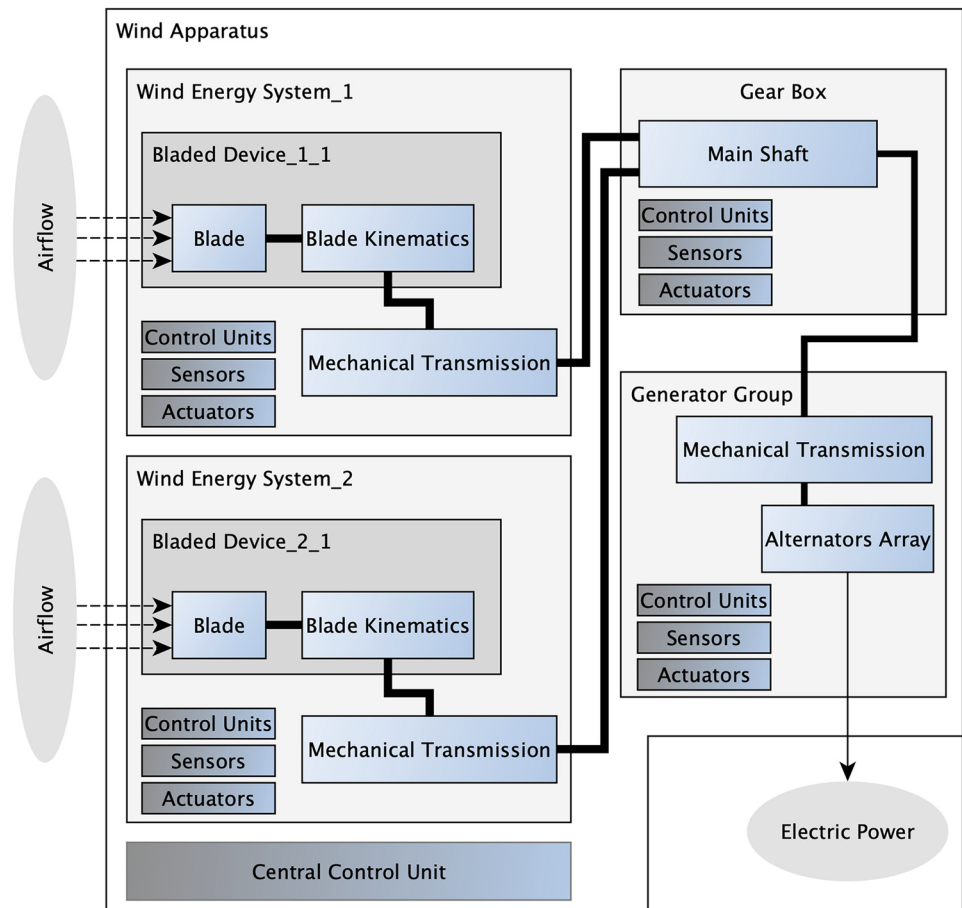 Wind Apparatus
Airflow
Wind Energy System_1
Bladed Device_1_1
Blade
Blade Kinematics
Control Units
Sensors
Actuators
Mechanical Transmission
Gear Box
Main Shaft
Control Units
Sensors
Actuators
Airflow
Wind Energy System_2
Bladed Device_2_1
Blade
Blade Kinematics
Control Units
Sensors
Actuators
Mechanical Transmission
Generator Group
Mechanical Transmission
Alternators Array
Control Units
Sensors
Actuators
Electric Power
Central Control Unit